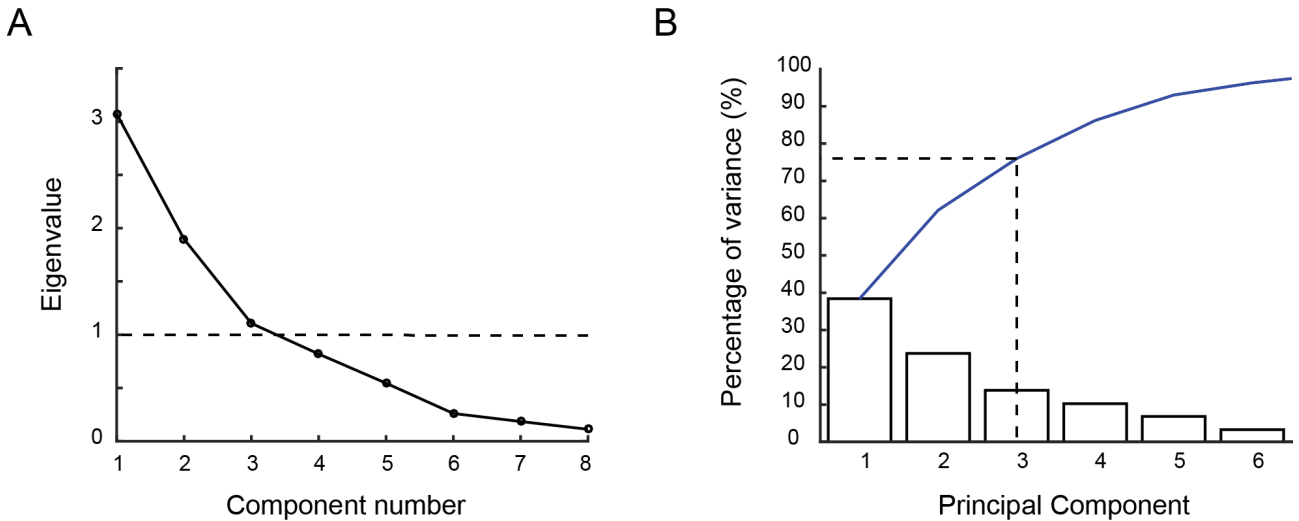 A
B
Eigenvalue
3
2
1
0
1 2 3 4 5 6 7 8
Component number
Percentage of variance (%)
100
90
80
70
60
50
40
30
20
10
0
1 2 3 4 5 6
Principal Component